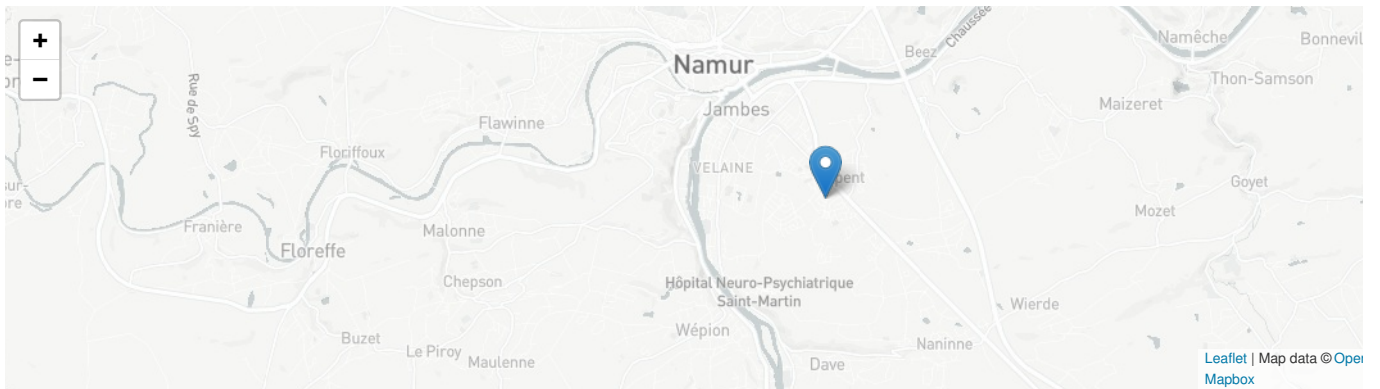 +
−
Namur
Beez
Chaussée
Namêche
Bonnevil
Thon-Samson
Rue de Spy
Jambes
Maizeret
Flawinne
Floriffoux
VELAINE
pent
Goyet
Mozet
Franière
Malonne
Floreffe
Chepson
Hôpital Neuro-Psychiatrique
Saint-Martin
Wierde
Wépion
Buzet
Naninne
Le Piroy
Maulenne
Dave
Leaflet | Map data © Open
Mapbox